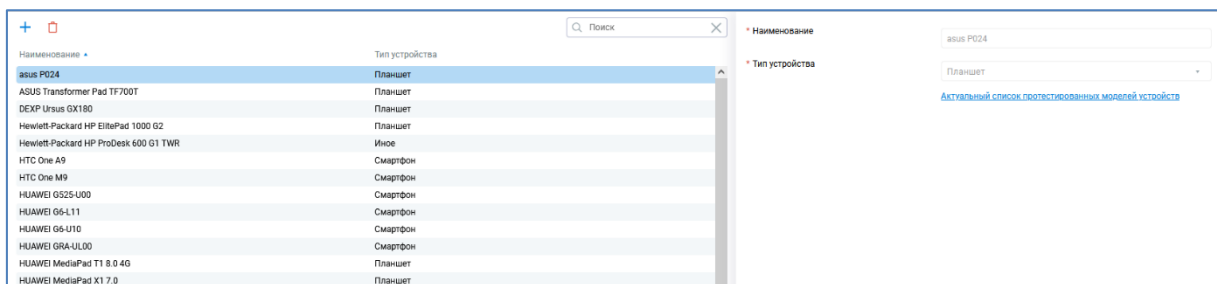 Поиск
Наименование Тип устройства
asus P024 Планшет
ASUS Transformer Pad TF700T Планшет
DEXP Ursus GX180 Планшет
Hewlett-Packard HP ElitePad 1000 G2 Планшет
Hewlett-Packard HP ProDesk 600 G1 TWR Иное
HTC One A9 Смартфон
HTC One M9 Смартфон
HUAWEI G525-U00 Смартфон
HUAWEI G6-L11 Смартфон
HUAWEI G6-U10 Смартфон
HUAWEI GRA-UL00 Смартфон
HUAWEI MediaPad T1 8.0 4G Планшет
HUAWEI MediaPad X1 7.0 Планшет
* Наименование asus P024
* Тип устройства Планшет
Актуальный список протестированных моделей устройств